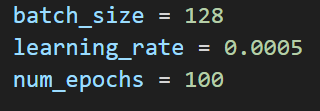 batch_size = 128
learning_rate = 0.0005
num_epochs = 100